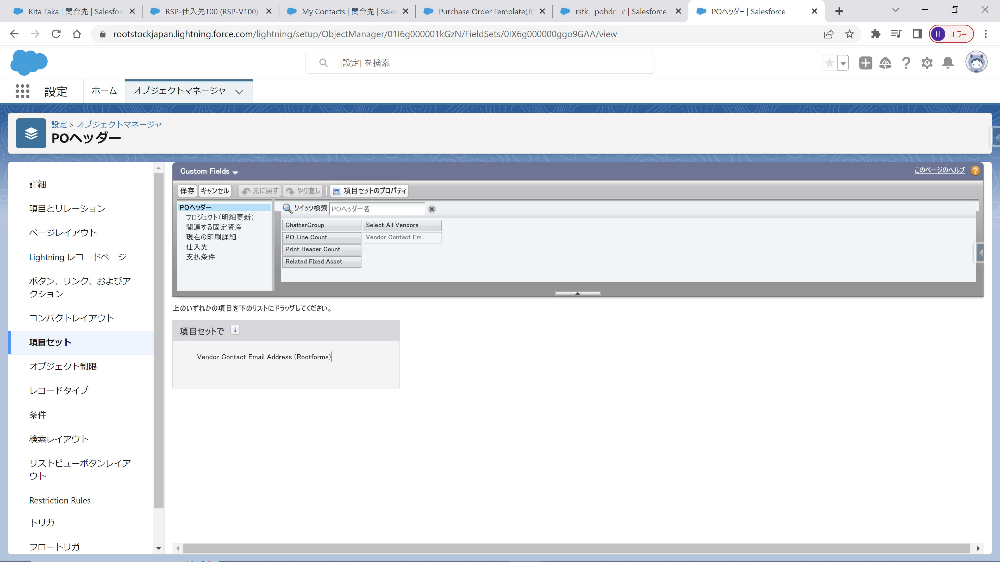 Kita Taka | 問合先 | Salesforc
RSP-仕入先100 (RSP-V100)
My Contacts | 問合先 | Sales
Purchase Order Template(JP
rstk__pohdr__c | Salesforce
POヘッダー | Salesforce
rootstockjapan.lightning.force.com/lightning/setup/ObjectManager/01I6g000001kGzN/FieldSets/0IX6g000000ggo9GAA/view
H エラー
[設定] を検索
設定
ホーム
オブジェクトマネージャ
設定 > オブジェクトマネージャ
POヘッダー
詳細
項目とリレーション
ページレイアウト
Lightning レコードページ
ボタン、リンク、およびア
クション
コンパクトレイアウト
項目セット
オブジェクト制限
レコードタイプ
条件
検索レイアウト
リストビューボタンレイア
ウト
Restriction Rules
トリガ
フロートリガ
Custom Fields
このページのヘルプ ?
保存 キャンセル 元に戻す やり直し 項目セットのプロパティ
POヘッダー
プロジェクト(明細更新)
関連する固定資産
現在の印刷詳細
仕入先
支払条件
クイック検索 POヘッダー名
ChatterGroup
Select All Vendors
PO Line Count
Vendor Contact Em...
Print Header Count
Related Fixed Asset
上のいずれかの項目を下のリストにドラッグしてください。
項目セットで i
Vendor Contact Email Address (Rootforms)